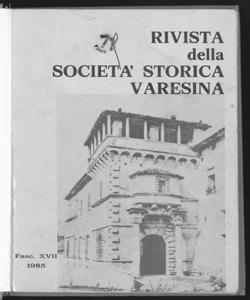 RIVISTA
della
SOCIETA' STORICA
VARESINA
Fasc. XVII
1985